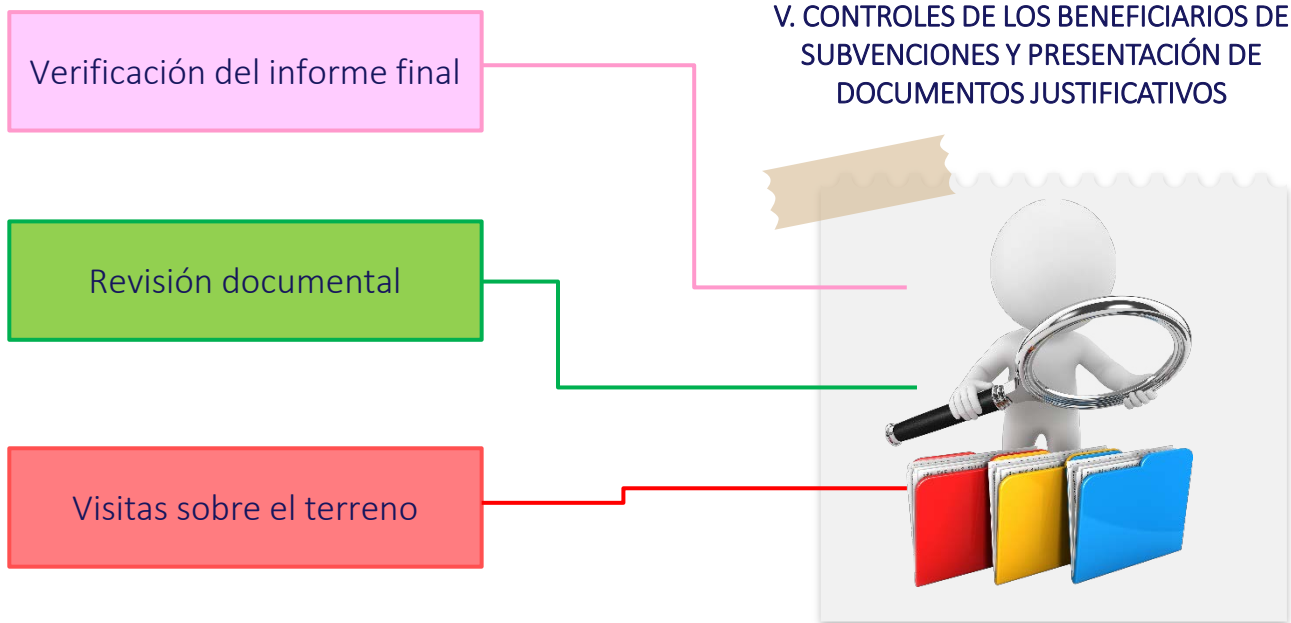 V. CONTROLES DE LOS BENEFICIARIOS DE
SUBVENCIONES Y PRESENTACIÓN DE
DOCUMENTOS JUSTIFICATIVOS
Verificación del informe final
Revisión documental
Visitas sobre el terreno